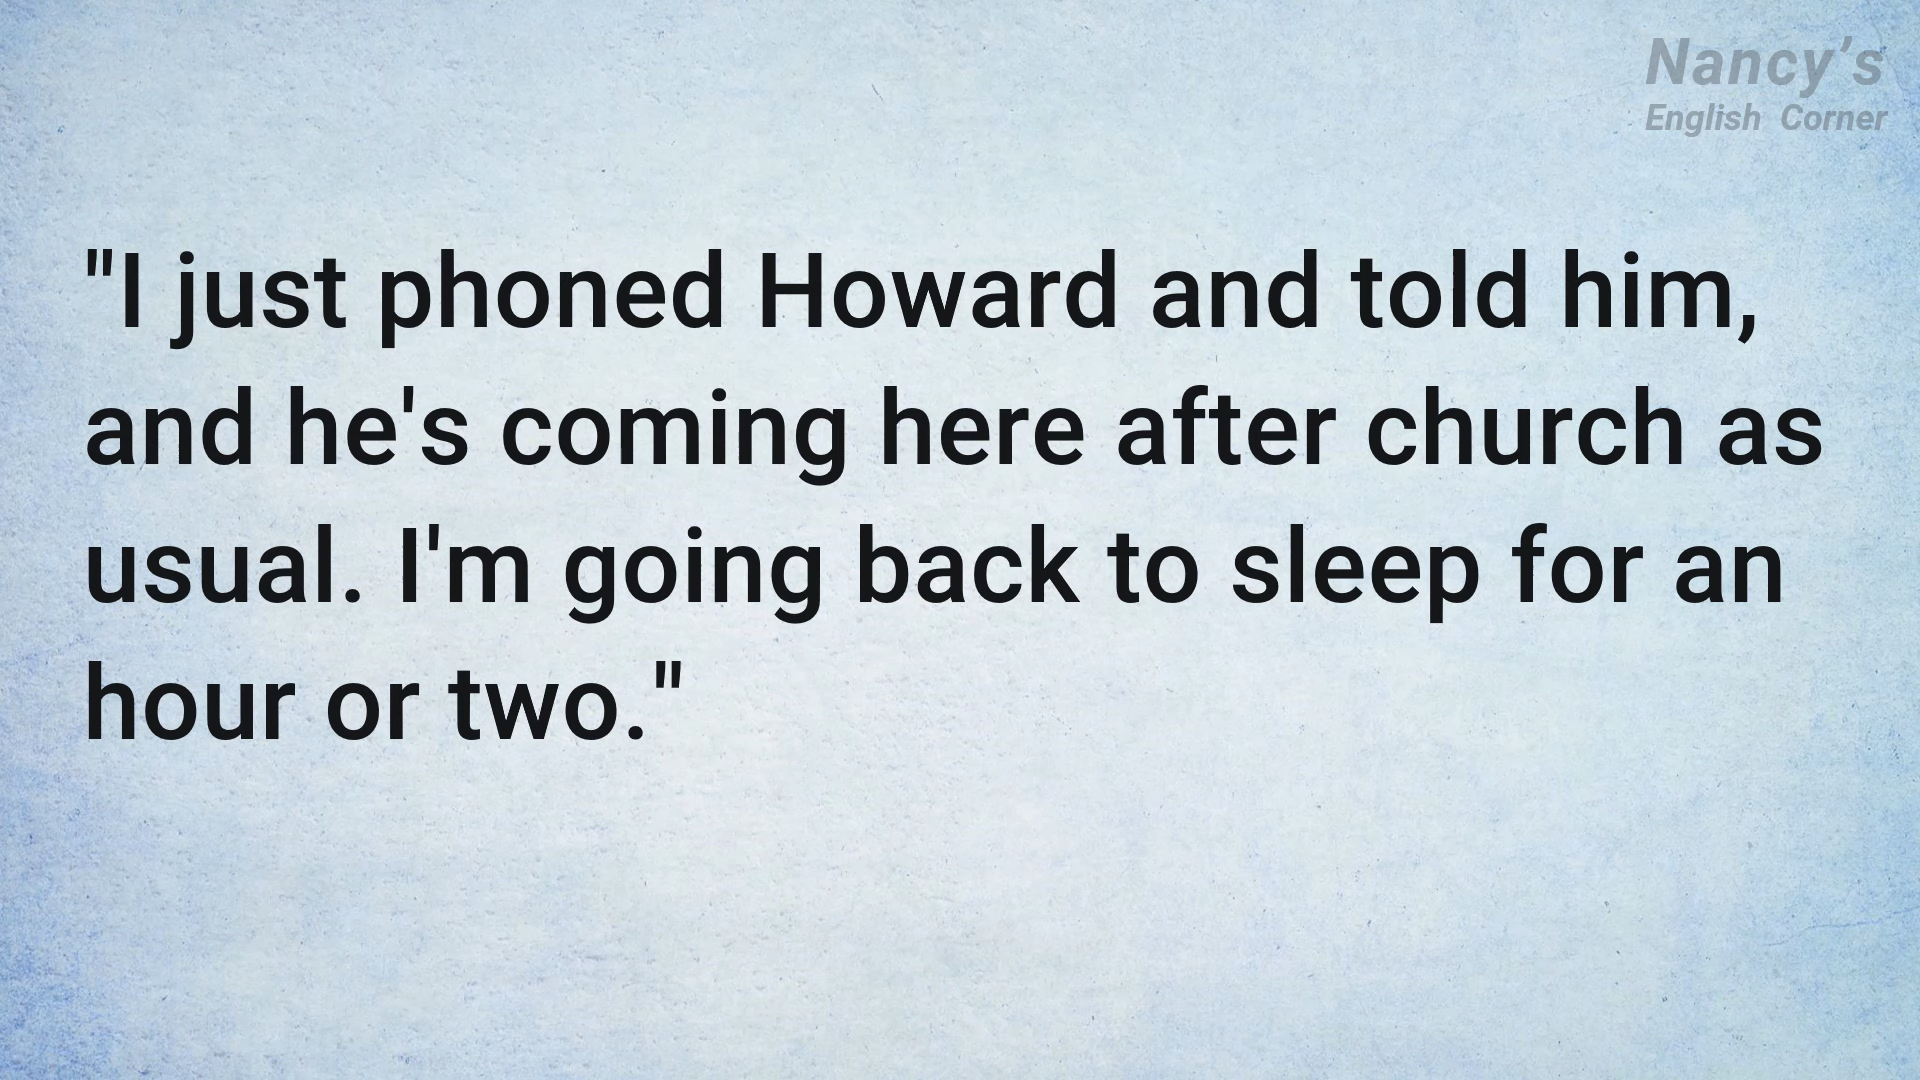 Nancy’s
English Corner
"I just phoned Howard and told him,
and he's coming here after church as
usual. I'm going back to sleep for an
hour or two."